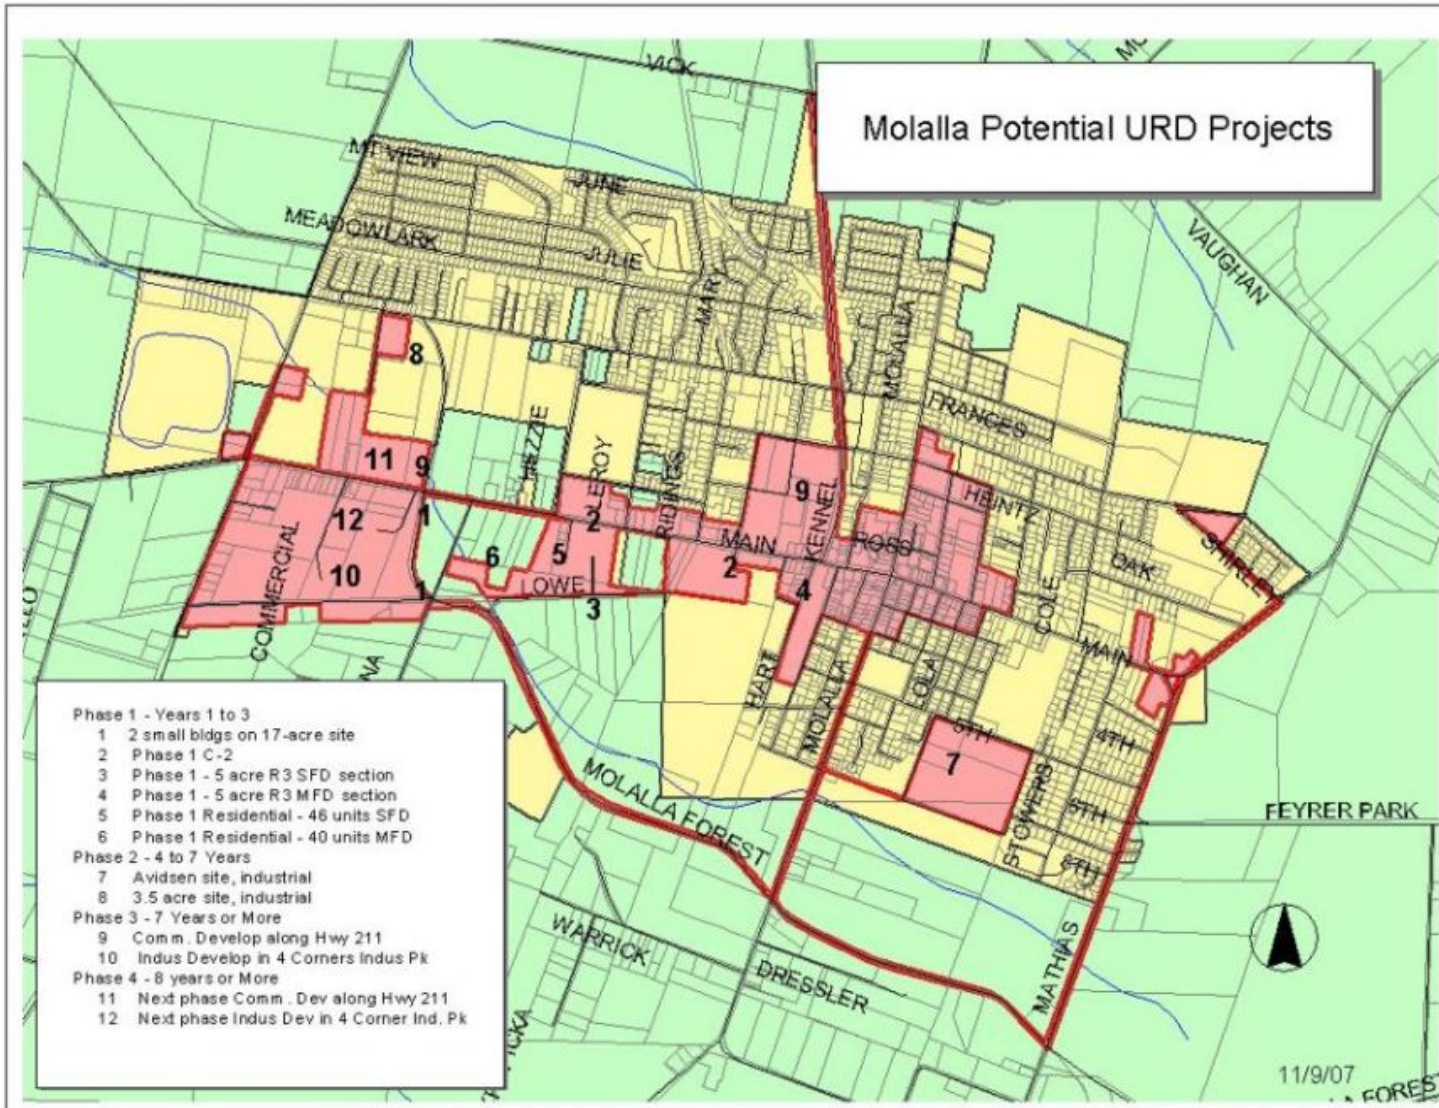 VICK
Molalla Potential URD Projects
MT VIEW
JUNE
MEADOWLARK
JULIE
MARY
MOLALLA
VAUGHAN
8
FRANCES
HEZZIE
LEROY
RIDINGS
11
9
9
KENNEL
HEINTZ
12
1
2
MAIN
ROSS
SHIRLEY
OAK
COMMERCIAL
10
6
5
2
LOWE
1
3
4
COLE
MAIN
HART
MOLALLA
LOLA
5TH
4TH
7
STOWERS
6TH
8TH
FEYRER PARK
MOLALLA FOREST
MATHIAS
WARRICK
DRESSLER
Phase 1 - Years 1 to 3
1 2 small bldgs on 17-acre site
2 Phase 1 C-2
3 Phase 1 - 5 acre R3 SFD section
4 Phase 1 - 5 acre R3 MFD section
5 Phase 1 Residential - 46 units SFD
6 Phase 1 Residential - 40 units MFD
Phase 2 - 4 to 7 Years
7 Avidsen site, industrial
8 3.5 acre site, industrial
Phase 3 - 7 Years or More
9 Comm. Develop along Hwy 211
10 Indus Develop in 4 Corners Indus Pk
Phase 4 - 8 years or More
11 Next phase Comm. Dev along Hwy 211
12 Next phase Indus Dev in 4 Corner Ind. Pk
11/9/07
FOREST